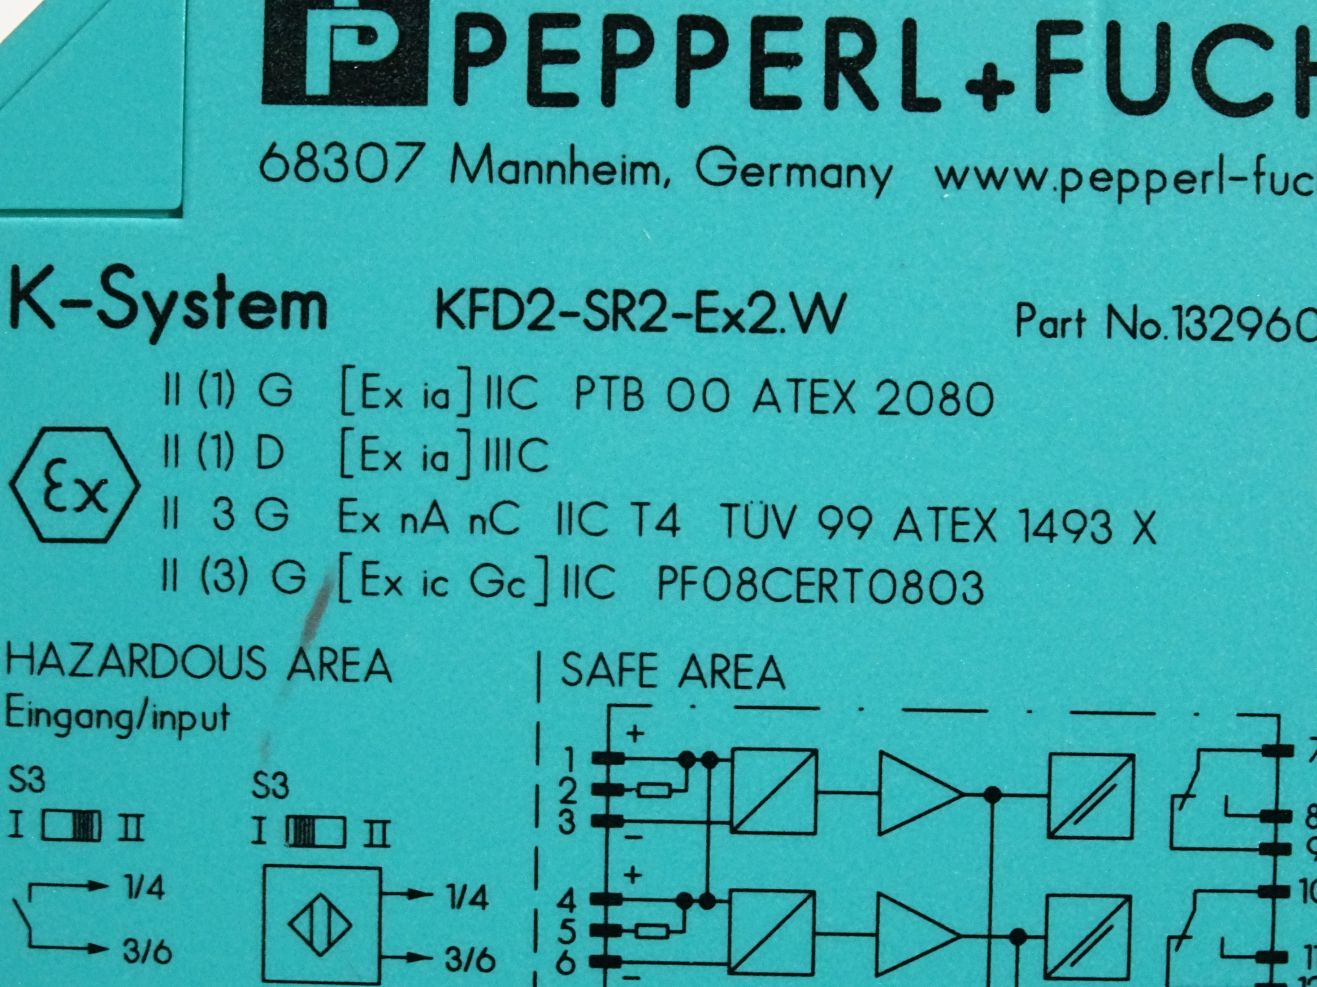 PEPPERL+FUCH
68307 Mannheim, Germany www.pepperl-fuc
K-System KFD2-SR2-Ex2.W Part No.132960
II (1) G [Ex ia] IIC PTB 00 ATEX 2080
II (1) D [Ex ia] IIIC
Ex
II 3 G Ex nA nC IIC T4 TÜV 99 ATEX 1493 X
II (3) G [Ex ic Gc] IIC PF08CERT0803
HAZARDOUS AREA SAFE AREA
Eingang/input
S3 S3
I II I II
1/4 1/4
3/6 3/6
+
1
2
3
−
+
4
5
6
−
7
8
9
10
11